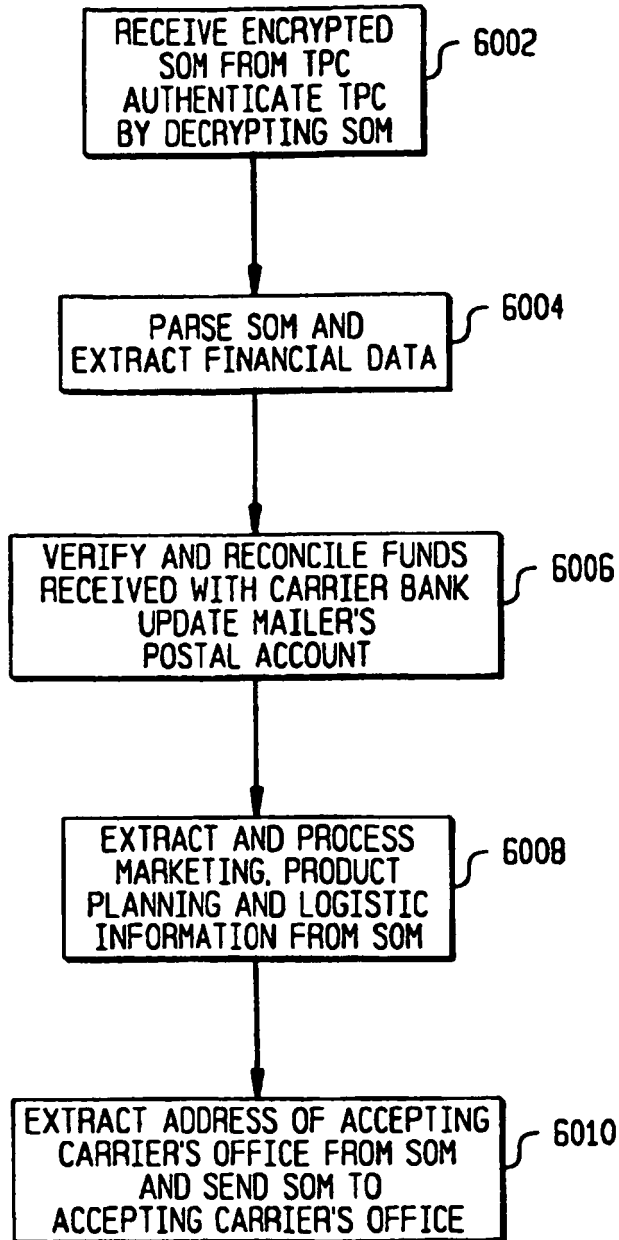 RECEIVE ENCRYPTED
SOM FROM TPC
AUTHENTICATE TPC
BY DECRYPTING SOM
6002
PARSE SOM AND
EXTRACT FINANCIAL DATA
6004
VERIFY AND RECONCILE FUNDS
RECEIVED WITH CARRIER BANK
UPDATE MAILER'S
POSTAL ACCOUNT
6006
EXTRACT AND PROCESS
MARKETING, PRODUCT
PLANNING AND LOGISTIC
INFORMATION FROM SOM
6008
EXTRACT ADDRESS OF ACCEPTING
CARRIER'S OFFICE FROM SOM
AND SEND SOM TO
ACCEPTING CARRIER'S OFFICE
6010